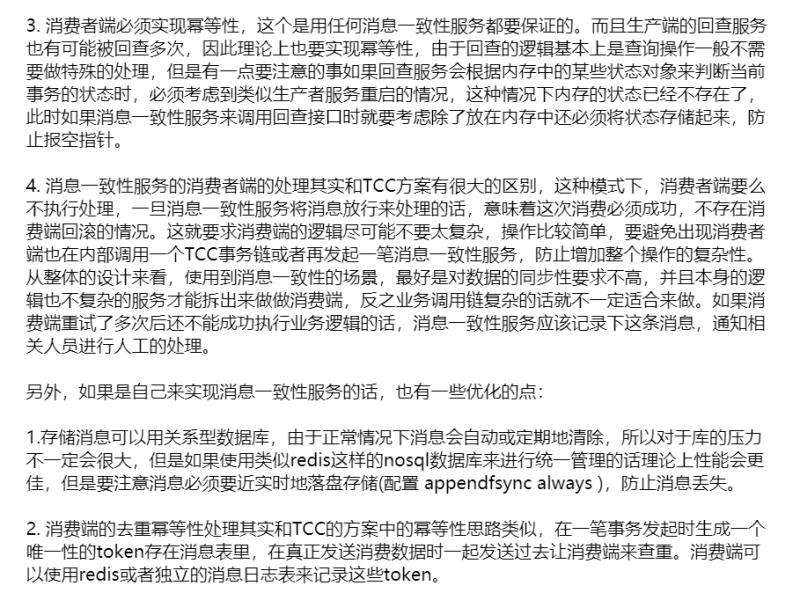 3. 消费者端必须实现幂等性，这个是用任何消息一致性服务都要保证的。而且生产端的回查服务
也有可能被回查多次，因此理论上也要实现幂等性，由于回查的逻辑基本上是查询操作一般不需
要做特殊的处理，但是有一点要注意的事如果回查服务会根据内存中的某些状态对象来判断当前
事务的状态时，必须考虑到类似生产者服务重启的情况，这种情况下内存的状态已经不存在了，
此时如果消息一致性服务来调用回查接口时就要考虑除了放在内存中还必须将状态存储起来，防
止报空指针。
4. 消息一致性服务的消费者端的处理其实和TCC方案有很大的区别，这种模式下，消费者端要么
不执行处理，一旦消息一致性服务将消息放行来处理的话，意味着这次消费必须成功，不存在消
费端回滚的情况。这就要求消费端的逻辑尽可能不要太复杂，操作比较简单，要避免出现消费者
端也在内部调用一个TCC事务链或者再发起一笔消息一致性服务，防止增加整个操作的复杂性。
从整体的设计来看，使用到消息一致性的场景，最好是对数据的同步性要求不高，并且本身的逻
辑也不复杂的服务才能拆出来做做消费端，反之业务调用链复杂的话就不一定适合来做。如果消
费端重试了多次后还不能成功执行业务逻辑的话，消息一致性服务应该记录下这条消息，通知相
关人员进行人工的处理。
另外，如果是自己来实现消息一致性服务的话，也有一些优化的点：
1.存储消息可以用关系型数据库，由于正常情况下消息会自动或定期地清除，所以对于库的压力
不一定会很大，但是如果使用类似redis这样的nosql数据库来进行统一管理的话理论上性能会更
佳，但是要注意消息必须要近实时地落盘存储(配置 appendfsync always )，防止消息丢失。
2. 消费端的去重幂等性处理其实和TCC的方案中的幂等性思路类似，在一笔事务发起时生成一个
唯一性的token存在消息表里，在真正发送消费数据时一起发送过去让消费端来查重。消费端可
以使用redis或者独立的消息日志表来记录这些token。